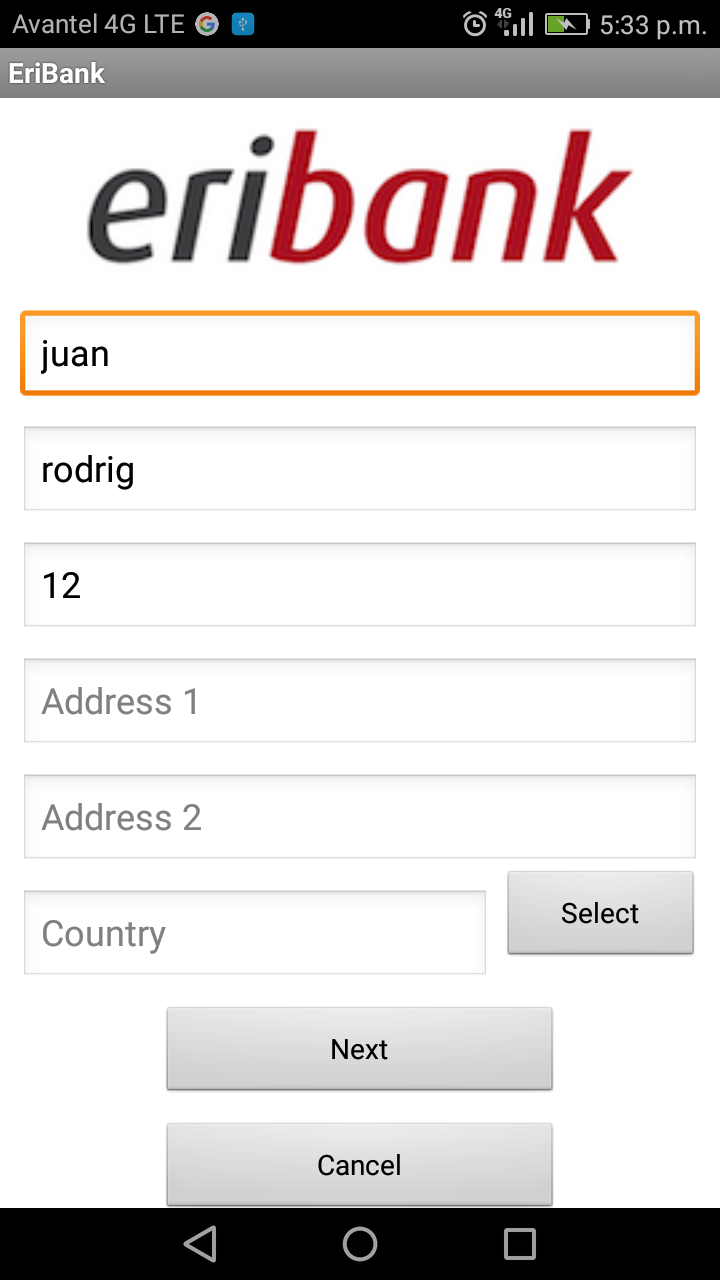 Avantel 4G LTE 4G 5:33 p.m.
EriBank
eribank
juan
rodrig
12
Address 1
Address 2
Country Select
Next
Cancel